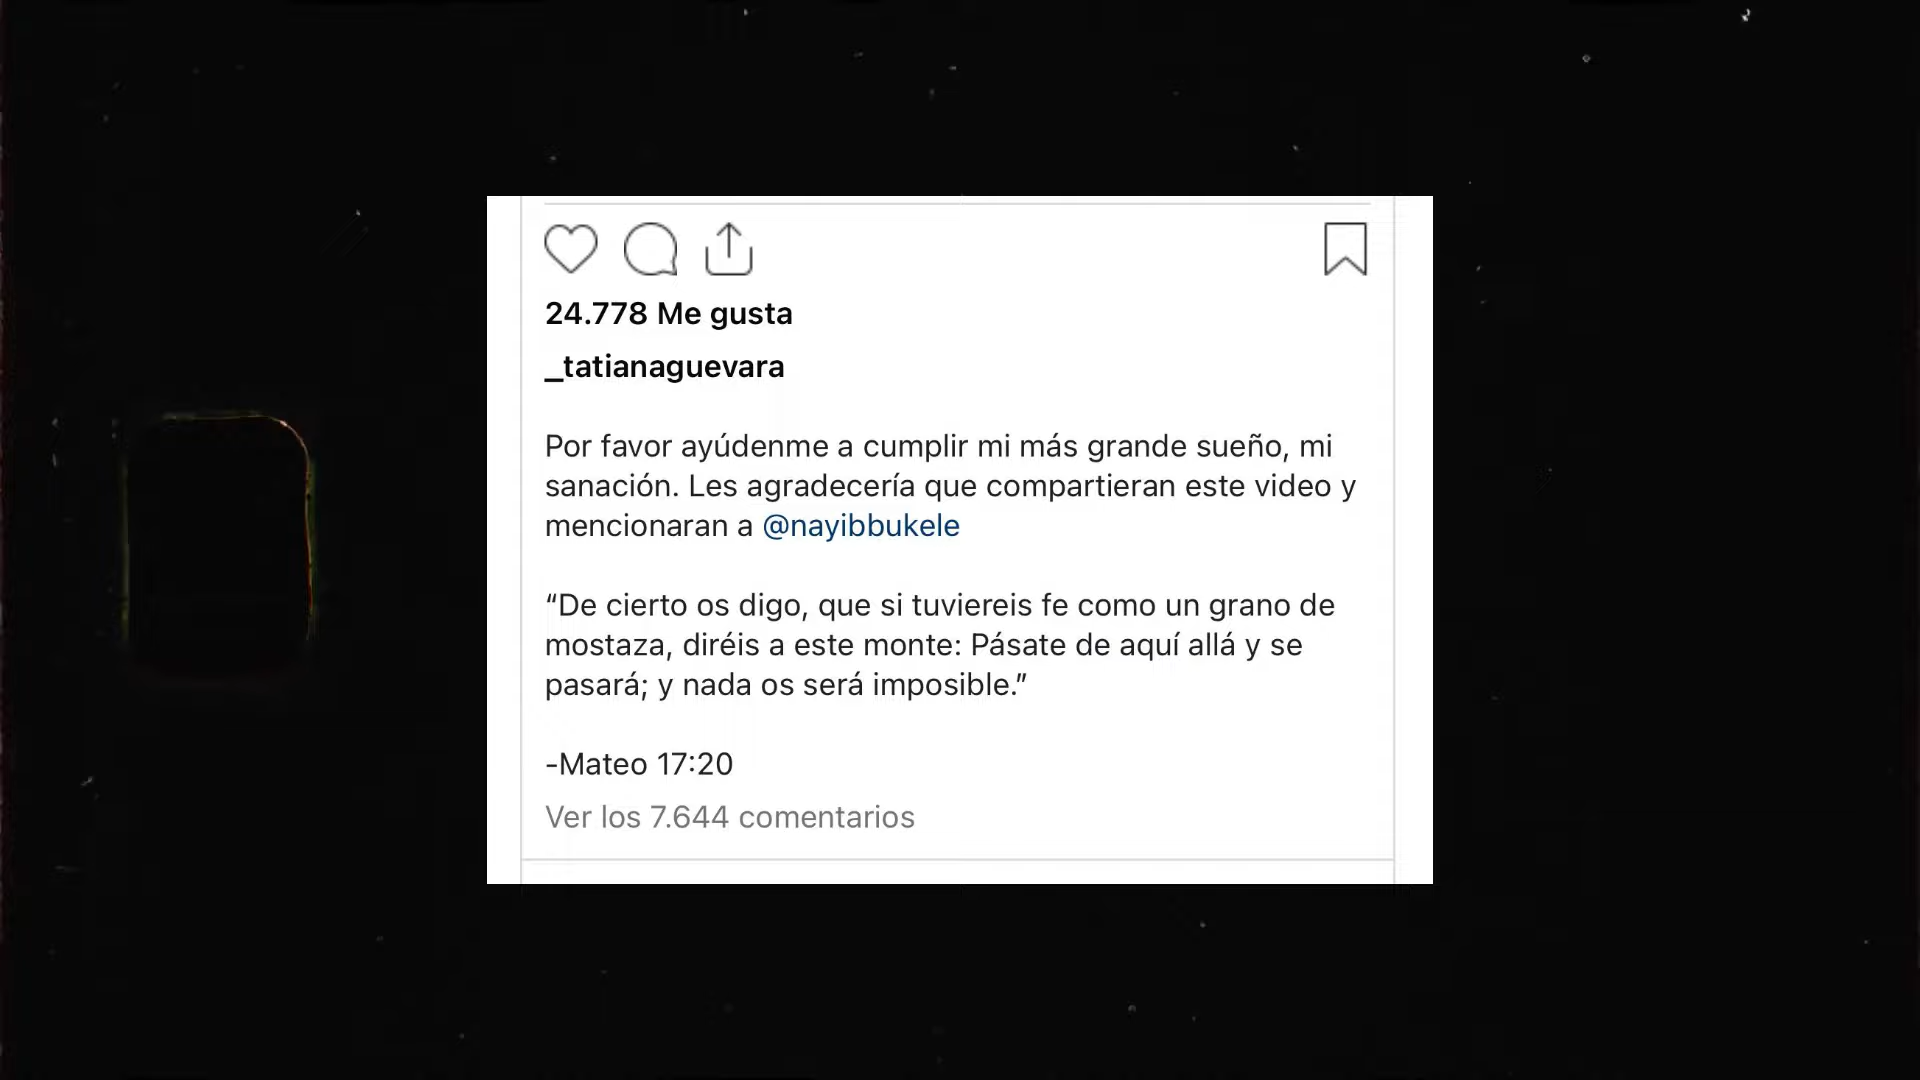 24.778 Me gusta
_tatianaguevara
Por favor ayúdenme a cumplir mi más grande sueño, mi
sanación. Les agradecería que compartieran este video y
mencionaran a @nayibbukele
“De cierto os digo, que si tuviereis fe como un grano de
mostaza, diréis a este monte: Pásate de aquí allá y se
pasará; y nada os será imposible.”
-Mateo 17:20
Ver los 7.644 comentarios